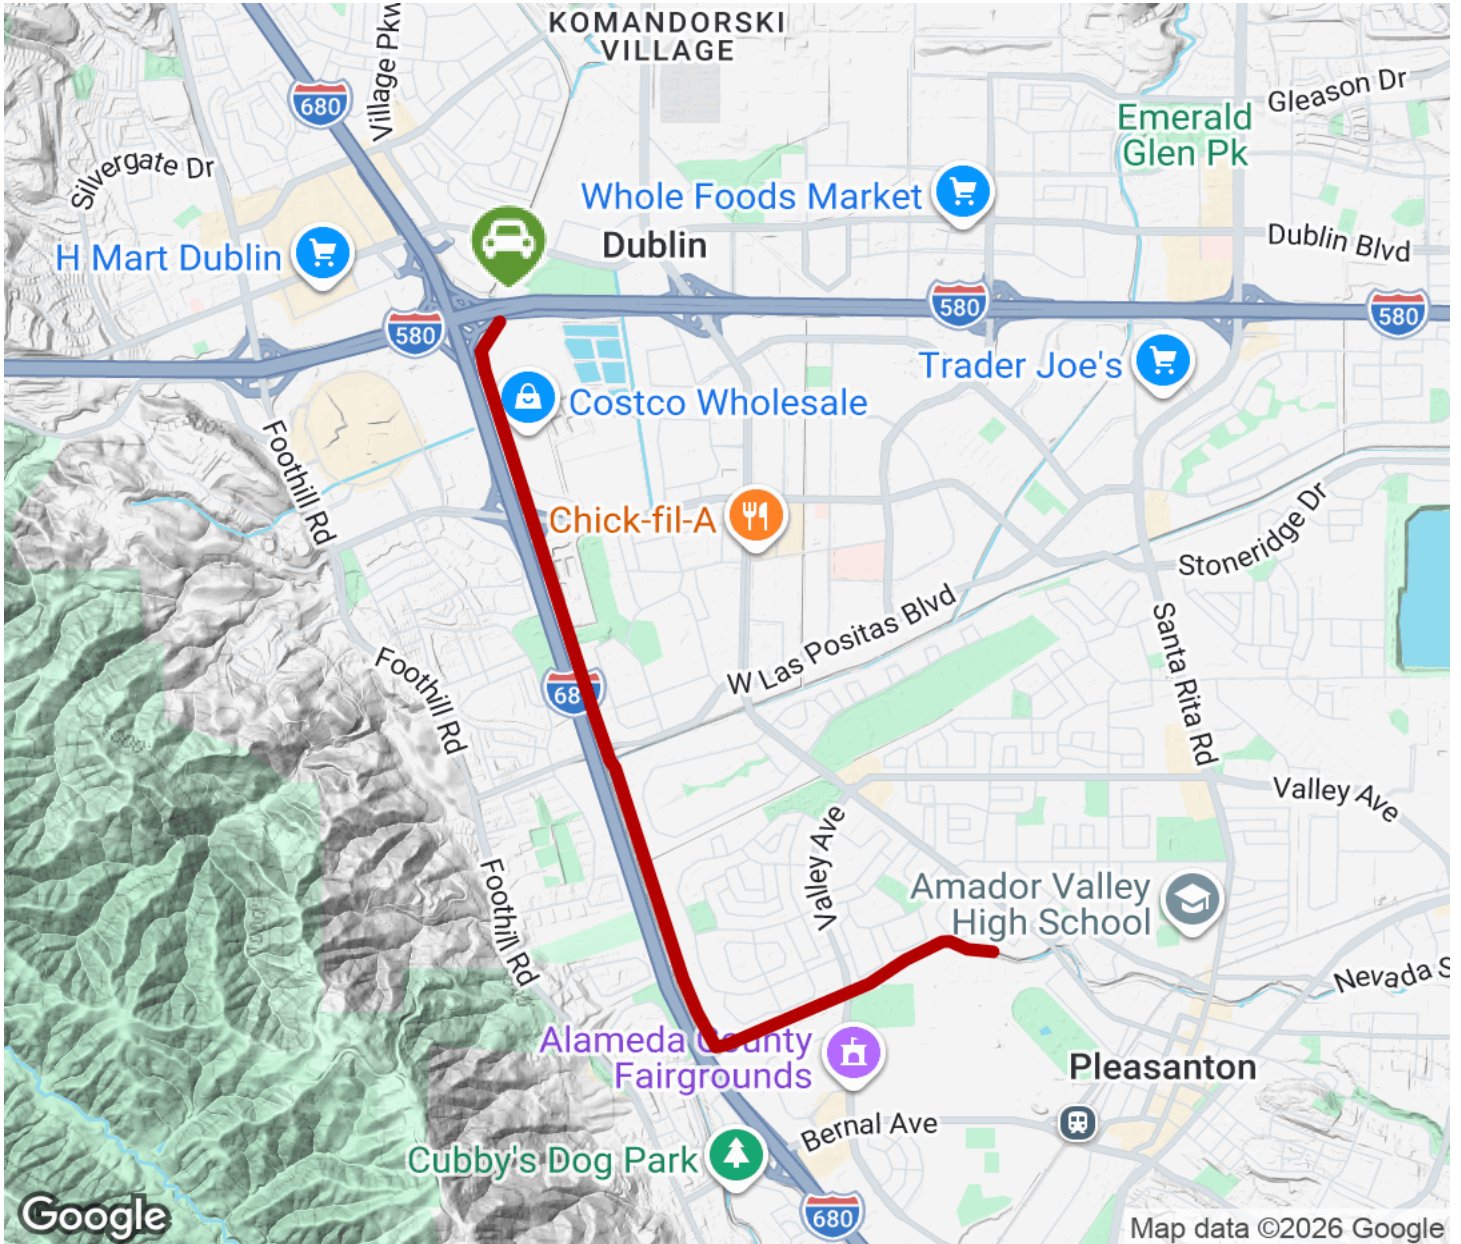 KOMANDORSKI
VILLAGE
680
Village Pkw
Gleason Dr
Emerald
Glen Pk
Silvergate Dr
Whole Foods Market
H Mart Dublin
Dublin
Dublin Blvd
580
580
580
Trader Joe's
Costco Wholesale
Foothill Rd
Chick-fil-A
Stoneridge Dr
W Las Positas Blvd
Santa Rita Rd
Foothill Rd
68
Valley Ave
Valley Ave
Foothill Rd
Amador Valley
High School
Nevada S
Alameda County
Fairgrounds
Pleasanton
Bernal Ave
Cubby's Dog Park
680
Google
Map data ©2026 Google